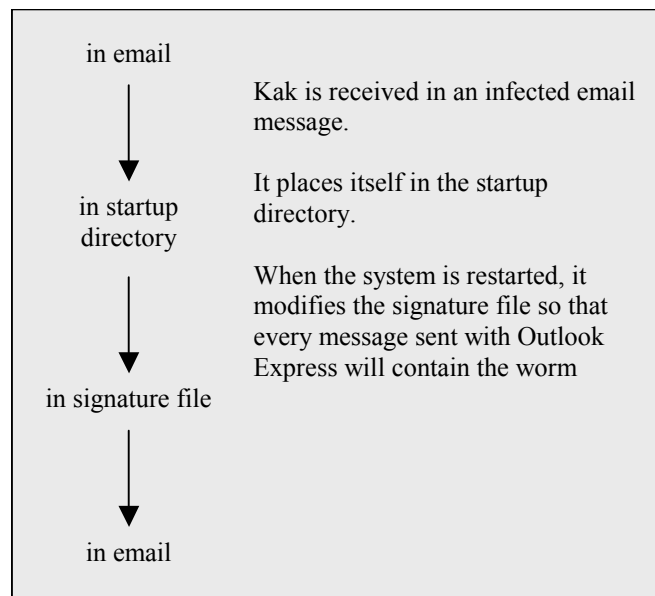 in email
Kak is received in an infected email
message.
It places itself in the startup
directory.
in startup
directory
When the system is restarted, it
modifies the signature file so that
every message sent with Outlook
Express will contain the worm
in signature file
in email